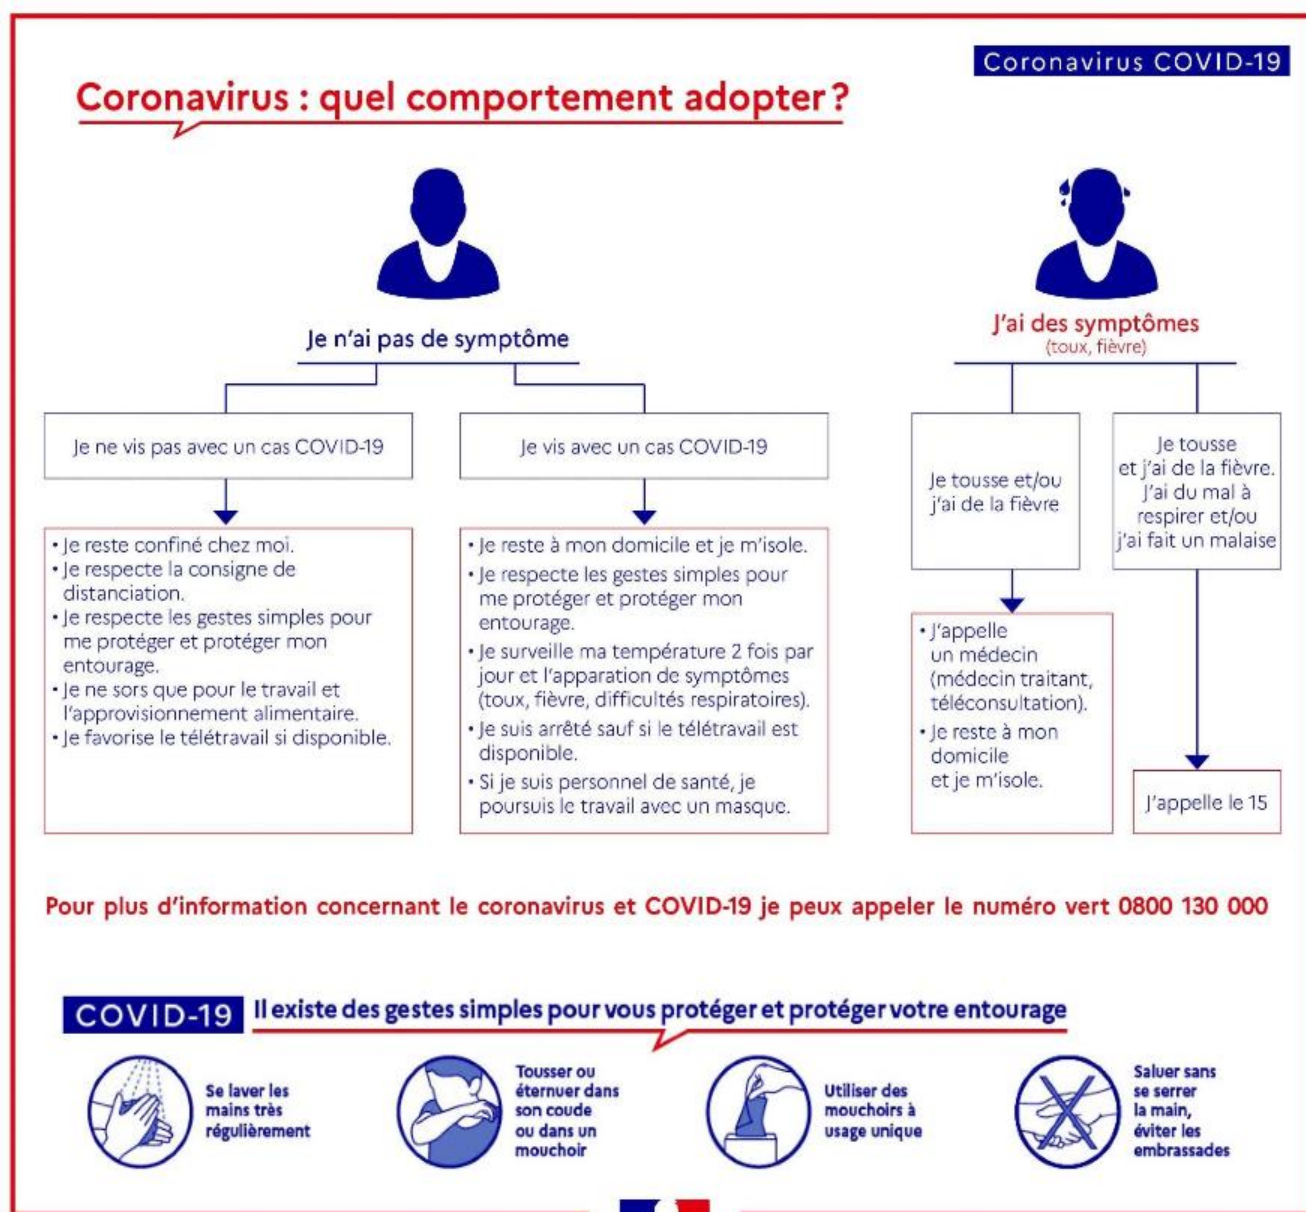 Coronavirus COVID-19
Coronavirus : quel comportement adopter ?
Je n'ai pas de symptôme
Je ne vis pas avec un cas COVID-19
• Je reste confiné chez moi.
• Je respecte la consigne de
distanciation.
• Je respecte les gestes simples pour
me protéger et protéger mon
entourage.
• Je ne sors que pour le travail et
l'approvisionnement alimentaire.
• Je favorise le télétravail si disponible.
Je vis avec un cas COVID-19
• Je reste à mon domicile et je m'isole.
• Je respecte les gestes simples pour
me protéger et protéger mon
entourage.
• Je surveille ma température 2 fois par
jour et l'apparation de symptômes
(toux, fièvre, difficultés respiratoires).
• Je suis arrêté sauf si le télétravail est
disponible.
• Si je suis personnel de santé, je
poursuis le travail avec un masque.
J'ai des symptômes
(toux, fièvre)
Je tousse et/ou
j'ai de la fièvre
• J'appelle
un médecin
(médecin traitant,
téléconsultation).
• Je reste à mon
domicile
et je m'isole.
Je tousse
et j'ai de la fièvre.
J'ai du mal à
respirer et/ou
j'ai fait un malaise
J'appelle le 15
Pour plus d'information concernant le coronavirus et COVID-19 je peux appeler le numéro vert 0800 130 000
COVID-19 Il existe des gestes simples pour vous protéger et protéger votre entourage
Se laver les
mains très
régulièrement
Tousser ou
éternuer dans
son coude
ou dans un
mouchoir
Utiliser des
mouchoirs à
usage unique
Saluer sans
se serrer
la main,
éviter les
embrassades